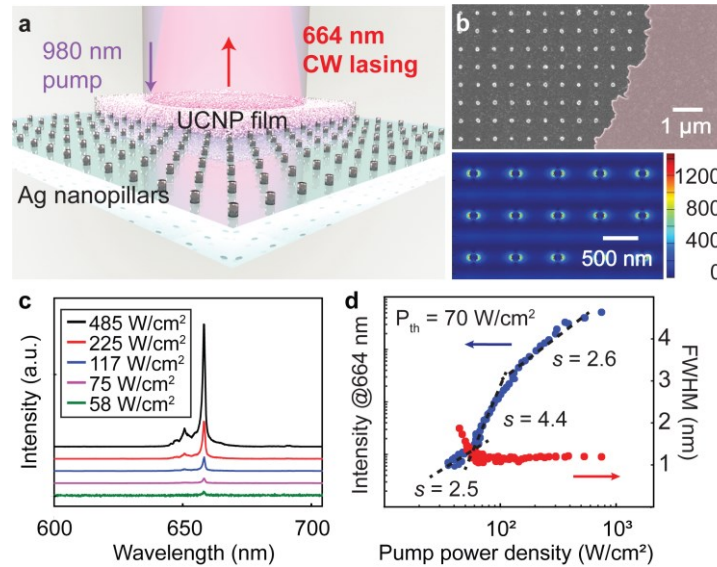 a
980 nm
pump
664 nm
CW lasing
UCNP film
Ag nanopillars
b
1 µm
1200
800
400
0
500 nm
c
485 W/cm²
225 W/cm²
117 W/cm²
75 W/cm²
58 W/cm²
Intensity (a.u.)
600
650
700
Wavelength (nm)
d
P_th = 70 W/cm²
s = 2.6
s = 4.4
s = 2.5
Intensity @664 nm
4
3
2
1
FWHM (nm)
10²
10³
Pump power density (W/cm²)